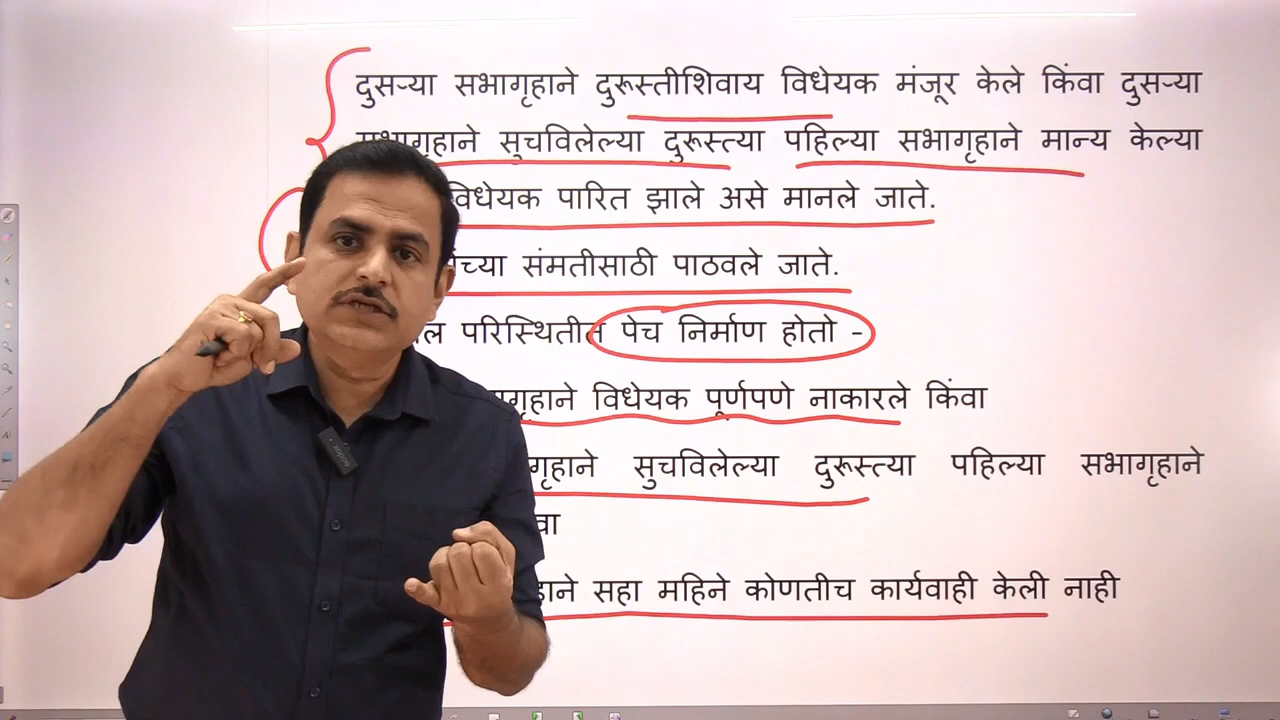 दुसऱ्या सभागृहाने दुरूस्तीशिवाय विधेयक मंजूर केले किंवा दुसऱ्या
सभागृहाने सुचविलेल्या दुरूस्त्या पहिल्या सभागृहाने मान्य केल्या
विधेयक पारित झाले असे मानले जाते.
संमतीसाठी पाठवले जाते.
परिस्थितीत पेच निर्माण होतो -
विधेयक पूर्णपणे नाकारले किंवा
सुचविलेल्या दुरूस्त्या पहिल्या सभागृहाने
सहा महिने कोणतीच कार्यवाही केली नाही